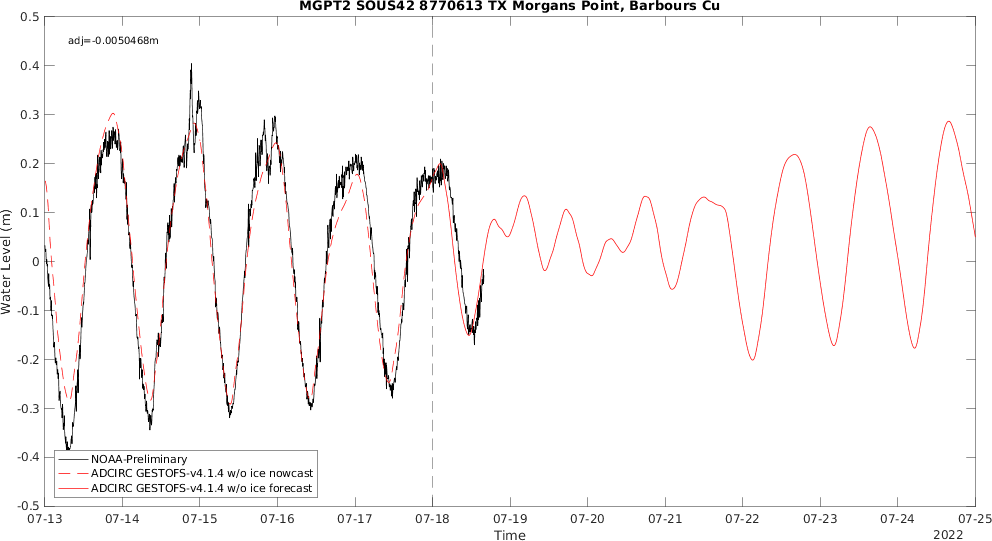 MGPT2 SOUS42 8770613 TX Morgans Point, Barbours Cu
adj=-0.0050468m
0.5
0.4
0.3
0.2
0.1
0
-0.1
-0.2
-0.3
-0.4
-0.5
Water Level (m)
NOAA-Preliminary
ADCIRC GESTOFS-v4.1.4 w/o ice nowcast
ADCIRC GESTOFS-v4.1.4 w/o ice forecast
07-13 07-14 07-15 07-16 07-17 07-18 07-19 07-20 07-21 07-22 07-23 07-24 07-25
Time
2022